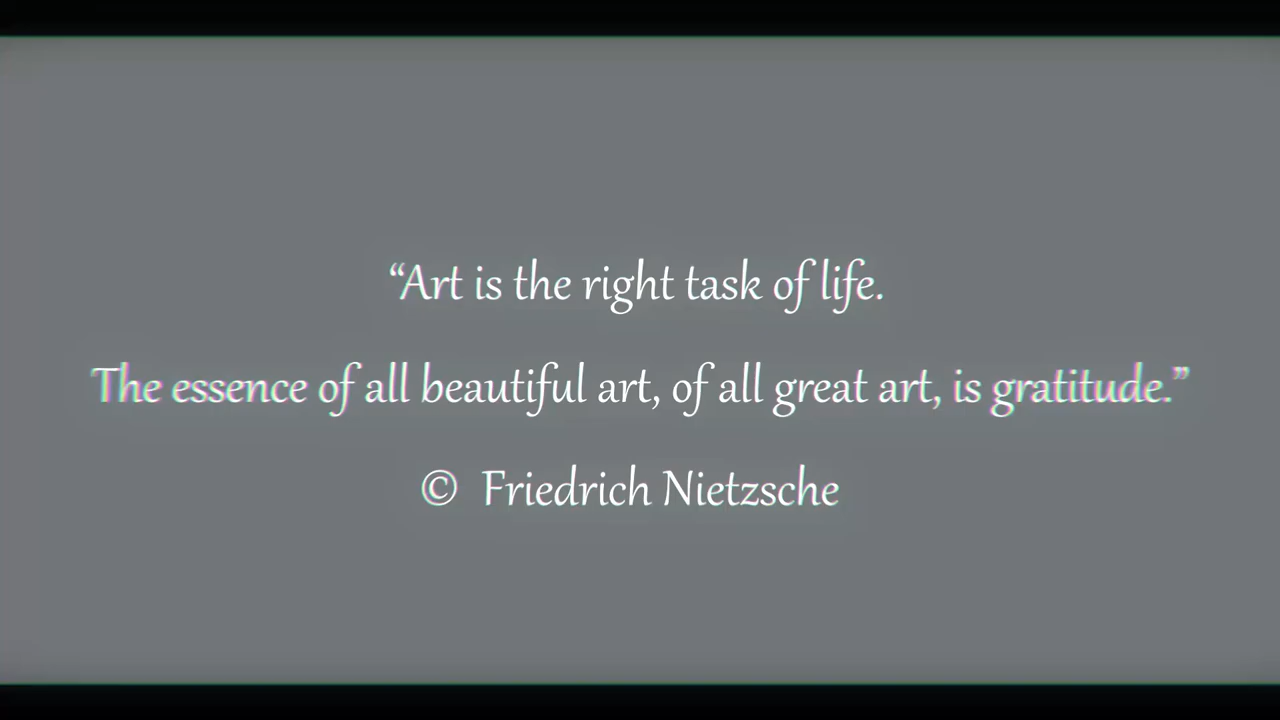 “Art is the right task of life.
The essence of all beautiful art, of all great art, is gratitude.”
© Friedrich Nietzsche